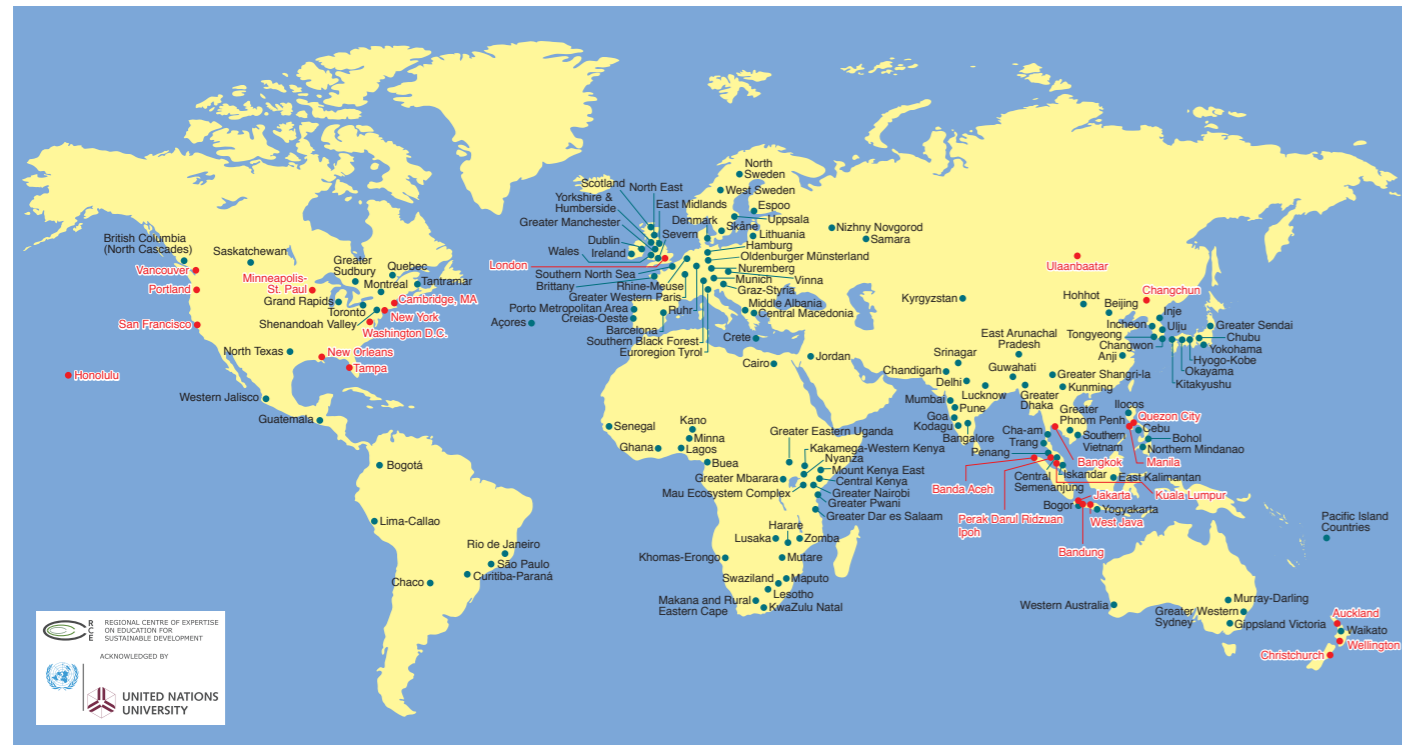 North
Sweden
Scotland
North East
West Sweden
Yorkshire &
Humberside
East Midlands
Espoo
Greater Manchester
Denmark
Uppsala
Severn
Skåne
Nizhny Novgorod
British Columbia
(North Cascades)
Saskatchewan
Dublin
Lithuania
Samara
Wales
Ireland
Hamburg
Oldenburger Münsterland
Vancouver
Minneapolis-
St. Paul
Greater
Sudbury
Quebec
London
Southern North Sea
Nuremberg
Ulaanbaatar
Portland
Montréal
Tantramar
Brittany
Rhine-Meuse
Munich
Vinna
Grand Rapids
Cambridge, MA
Greater Western Paris
Graz-Styria
Kyrgyzstan
Hohhot
Changchun
Toronto
New York
Porto Metropolitan Area
Ruhr
Middle Albania
Beijing
Inje
San Francisco
Shenandoah Valley
Washington D.C.
Açores
Creias-Oeste
Central Macedonia
Incheon
Ulju
Greater Sendai
Barcelona
Crete
East Arunachal
Pradesh
Tongyeong
Chubu
Southern Black Forest
Changwon
Yokohama
North Texas
New Orleans
Euroregion Tyrol
Jordan
Srinagar
Anji
Hyogo-Kobe
Tampa
Cairo
Chandigarh
Guwahati
Okayama
Honolulu
Delhi
Greater Shangri-la
Kitakyushu
Western Jalisco
Mumbai
Lucknow
Greater
Dhaka
Kunming
Guatemala
Pune
Goa
Greater
Phnom Penh
Ilocos
Quezon City
Senegal
Kano
Kodagu
Cha-am
Cebu
Minna
Greater Eastern Uganda
Bangalore
Trang
Southern
Vietnam
Bohol
Ghana
Lagos
Kakamega-Western Kenya
Penang
Northern Mindanao
Bogotá
Buea
Nyanza
Bangkok
Manila
Mount Kenya East
Greater Mbarara
Central Kenya
Banda Aceh
Central
Semenanjung
Iskandar
East Kalimantan
Mau Ecosystem Complex
Greater Nairobi
Kuala Lumpur
Greater Pwani
Jakarta
Lima-Callao
Greater Dar es Salaam
Perak Darul Ridzuan
Ipoh
Bogor
Yogyakarta
West Java
Pacific Island
Countries
Harare
Rio de Janeiro
Lusaka
Zomba
Bandung
São Paulo
Khomas-Erongo
Mutare
Curitiba-Paraná
Chaco
Swaziland
Maputo
Lesotho
Makana and Rural
Eastern Cape
KwaZulu Natal
Western Australia
Murray-Darling
Greater Western
Sydney
Gippsland Victoria
Auckland
Waikato
Wellington
Christchurch
RCE
REGIONAL CENTRE OF EXPERTISE
ON EDUCATION FOR
SUSTAINABLE DEVELOPMENT
ACKNOWLEDGED BY
UNITED NATIONS
UNIVERSITY